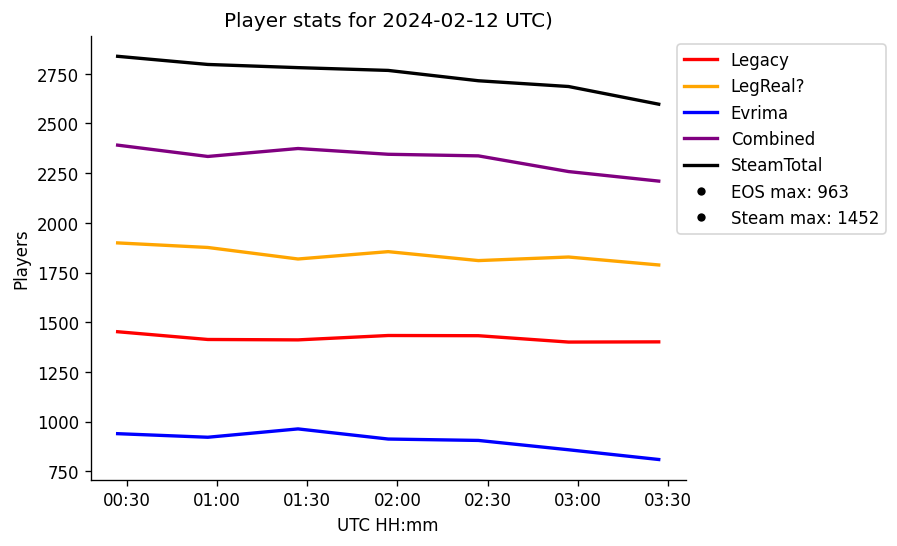 Player stats for 2024-02-12 UTC)
Players
2750
2500
2250
2000
1750
1500
1250
1000
750
00:30 01:00 01:30 02:00 02:30 03:00 03:30
UTC HH:mm
Legacy
LegReal?
Evrima
Combined
SteamTotal
EOS max: 963
Steam max: 1452